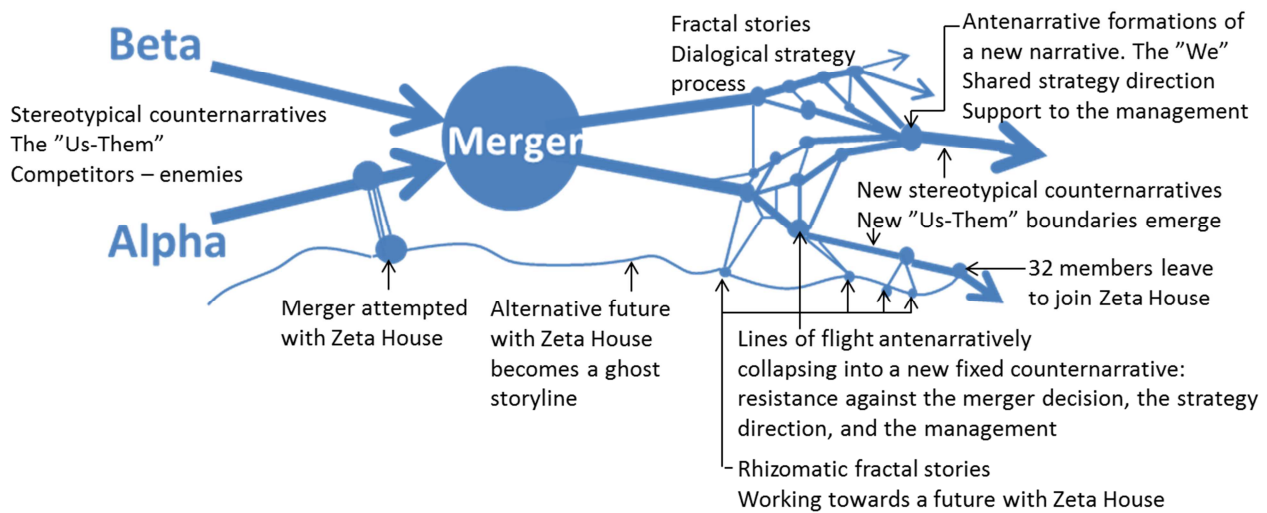 Beta
Stereotypical counternarratives
The ”Us-Them”
Competitors – enemies
Alpha
Merger
Merger attempted
with Zeta House
Alternative future
with Zeta House
becomes a ghost
storyline
Fractal stories
Dialogical strategy
process
Antenarrative formations of
a new narrative. The ”We”
Shared strategy direction
Support to the management
New stereotypical counternarratives
New ”Us-Them” boundaries emerge
32 members leave
to join Zeta House
Lines of flight antenarratively
collapsing into a new fixed counternarrative:
resistance against the merger decision, the strategy
direction, and the management
Rhizomatic fractal stories
Working towards a future with Zeta House